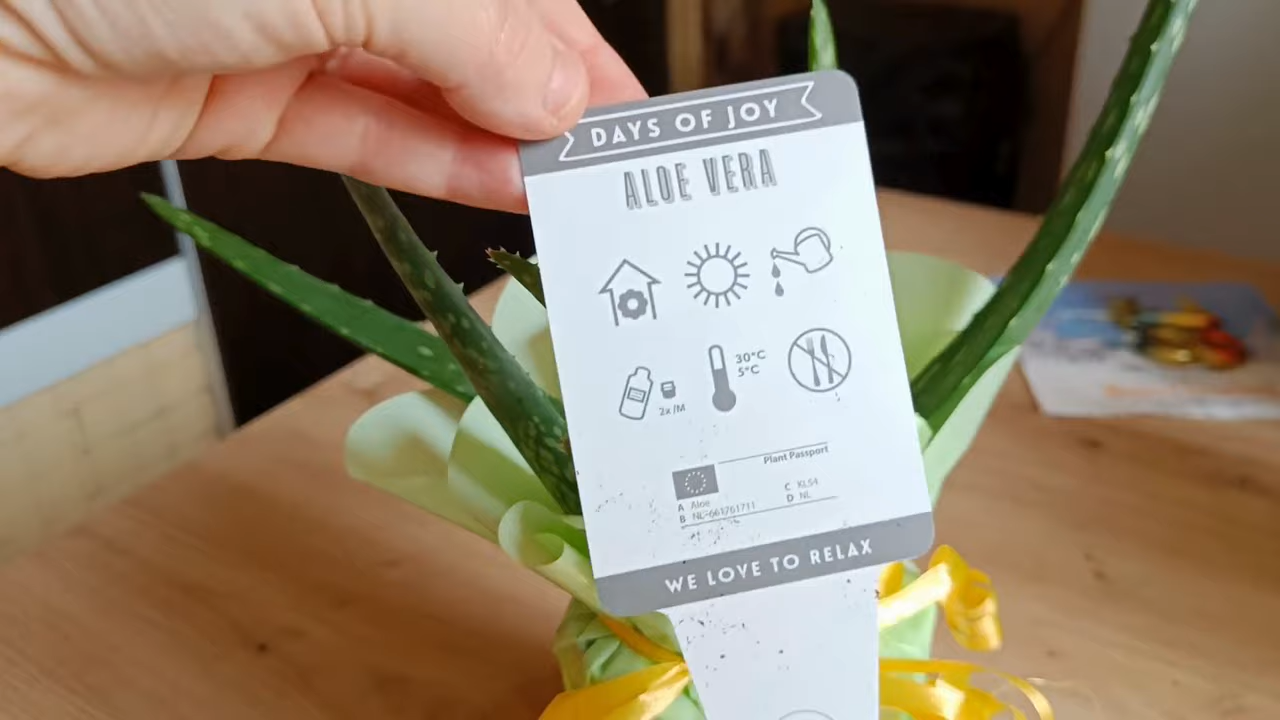 DAYS OF JOY
ALOE VERA
30°C
5°C
2x /M
Plant Passport
A Aloe
B NL-661761711
C KL54
D NL
WE LOVE TO RELAX